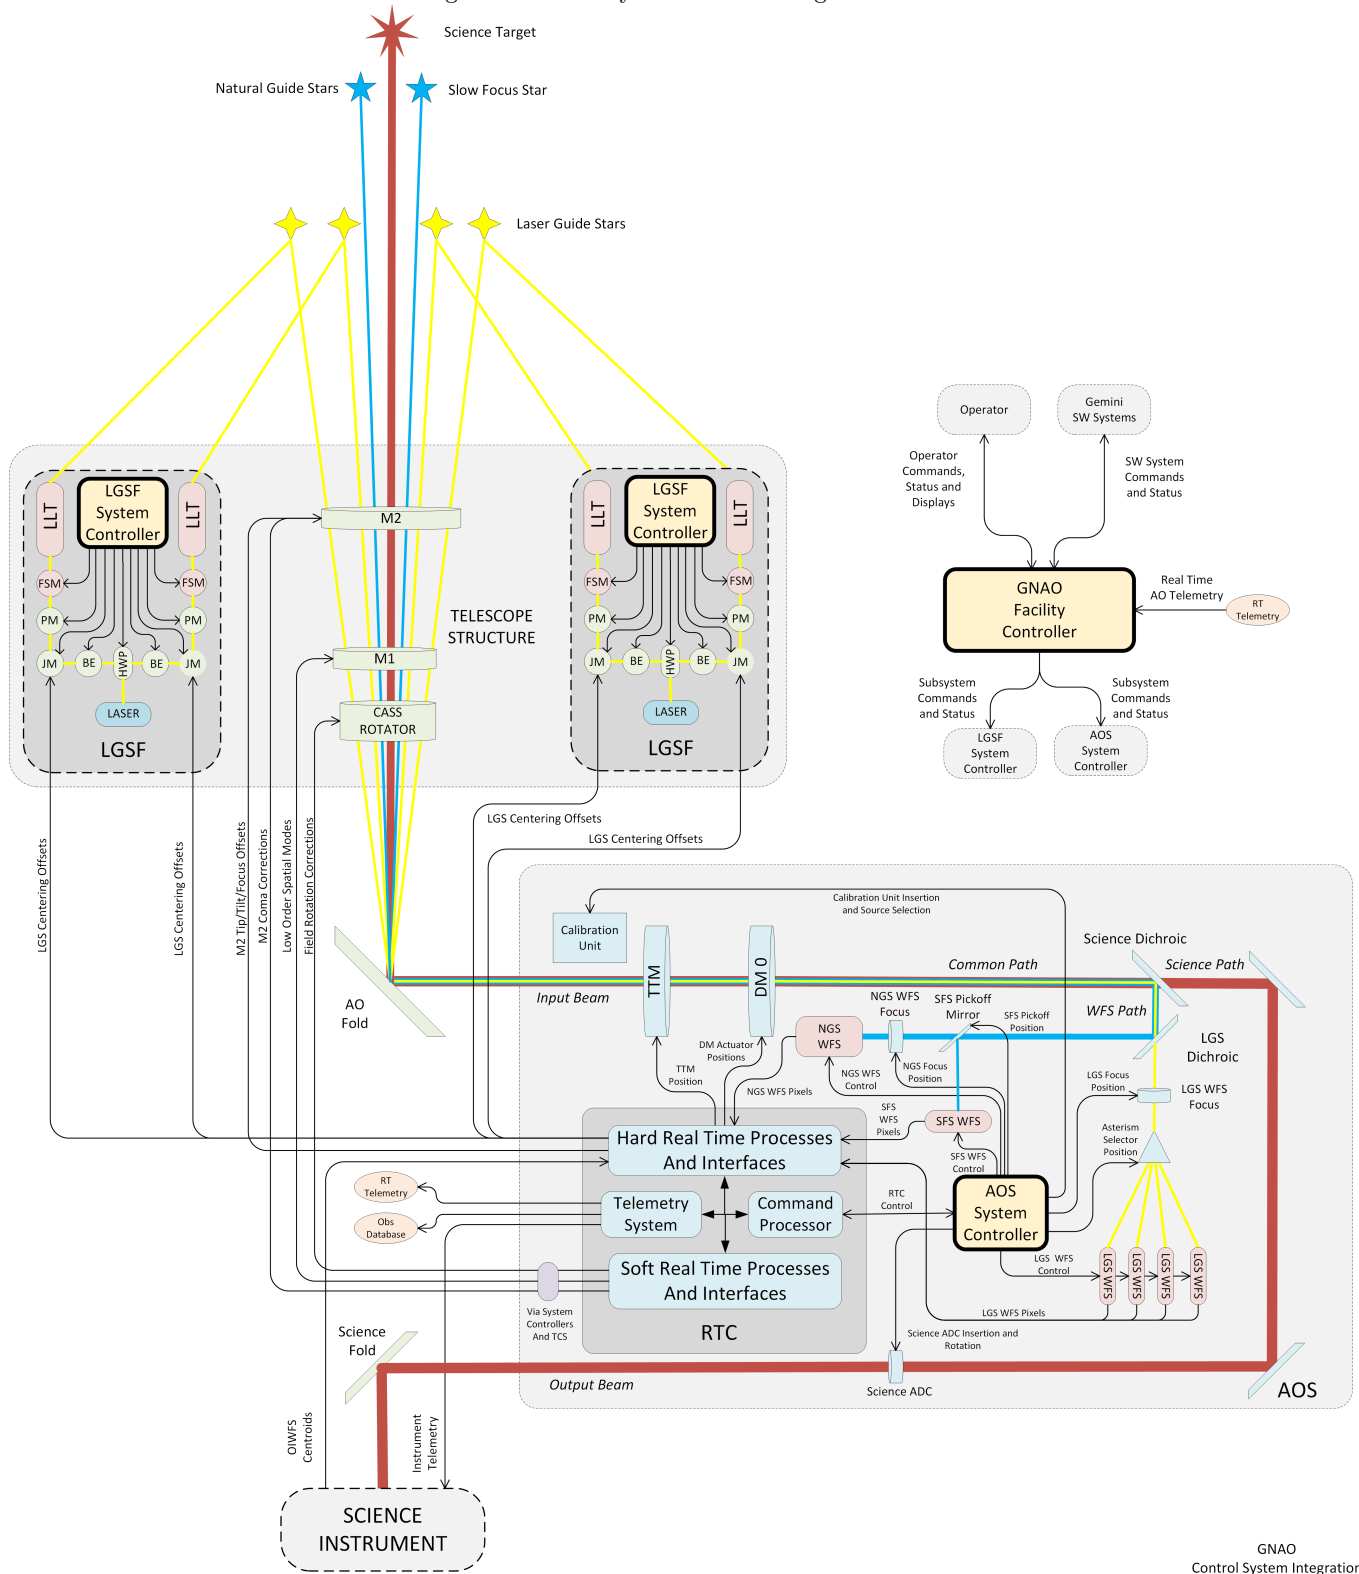 Science Target
Natural Guide Stars
Slow Focus Star
Laser Guide Stars
Operator
Gemini
SW Systems
Operator
Commands,
Status and
Displays
SW System
Commands
and Status
GNAO
Facility
Controller
Real Time
AO Telemetry
RT
Telemetry
Subsystem
Commands
and Status
Subsystem
Commands
and Status
LGSF
System
Controller
AOS
System
Controller
LLT
LGSF
System
Controller
LLT
FSM
FSM
PM
PM
JM
BE
HWP
BE
JM
LASER
LGSF
M2
TELESCOPE
STRUCTURE
M1
CASS
ROTATOR
LLT
LGSF
System
Controller
LLT
FSM
FSM
PM
PM
JM
BE
HWP
BE
JM
LASER
LGSF
LGS Centering Offsets
LGS Centering Offsets
M2 Tip/Tilt/Focus Offsets
M2 Coma Corrections
Low Order Spatial Modes
Field Rotation Corrections
LGS Centering Offsets
LGS Centering Offsets
AO
Fold
Calibration Unit Insertion
and Source Selection
Calibration
Unit
TTM
DM 0
Input Beam
Common Path
Science Dichroic
Science Path
WFS Path
LGS
Dichroic
NGS
WFS
NGS WFS
Focus
SFS Pickoff
Mirror
SFS Pickoff
Position
TTM
Position
DM Actuator
Positions
NGS WFS Pixels
NGS WFS
Control
NGS Focus
Position
LGS Focus
Position
LGS WFS
Focus
SFS
WFS
Pixels
SFS WFS
SFS WFS
Control
Asterism
Selector
Position
Hard Real Time Processes
And Interfaces
Telemetry
System
Command
Processor
RTC
Control
AOS
System
Controller
Soft Real Time Processes
And Interfaces
RTC
RT
Telemetry
Obs
Database
Via System
Controllers
And TCS
LGS WFS
Control
LGS WFS
LGS WFS
LGS WFS
LGS WFS
LGS WFS Pixels
Science ADC Insertion and
Rotation
Science ADC
Science
Fold
Output Beam
AOS
OIWFS
Centroids
Instrument
Telemetry
SCIENCE
INSTRUMENT
GNAO
Control System Integration